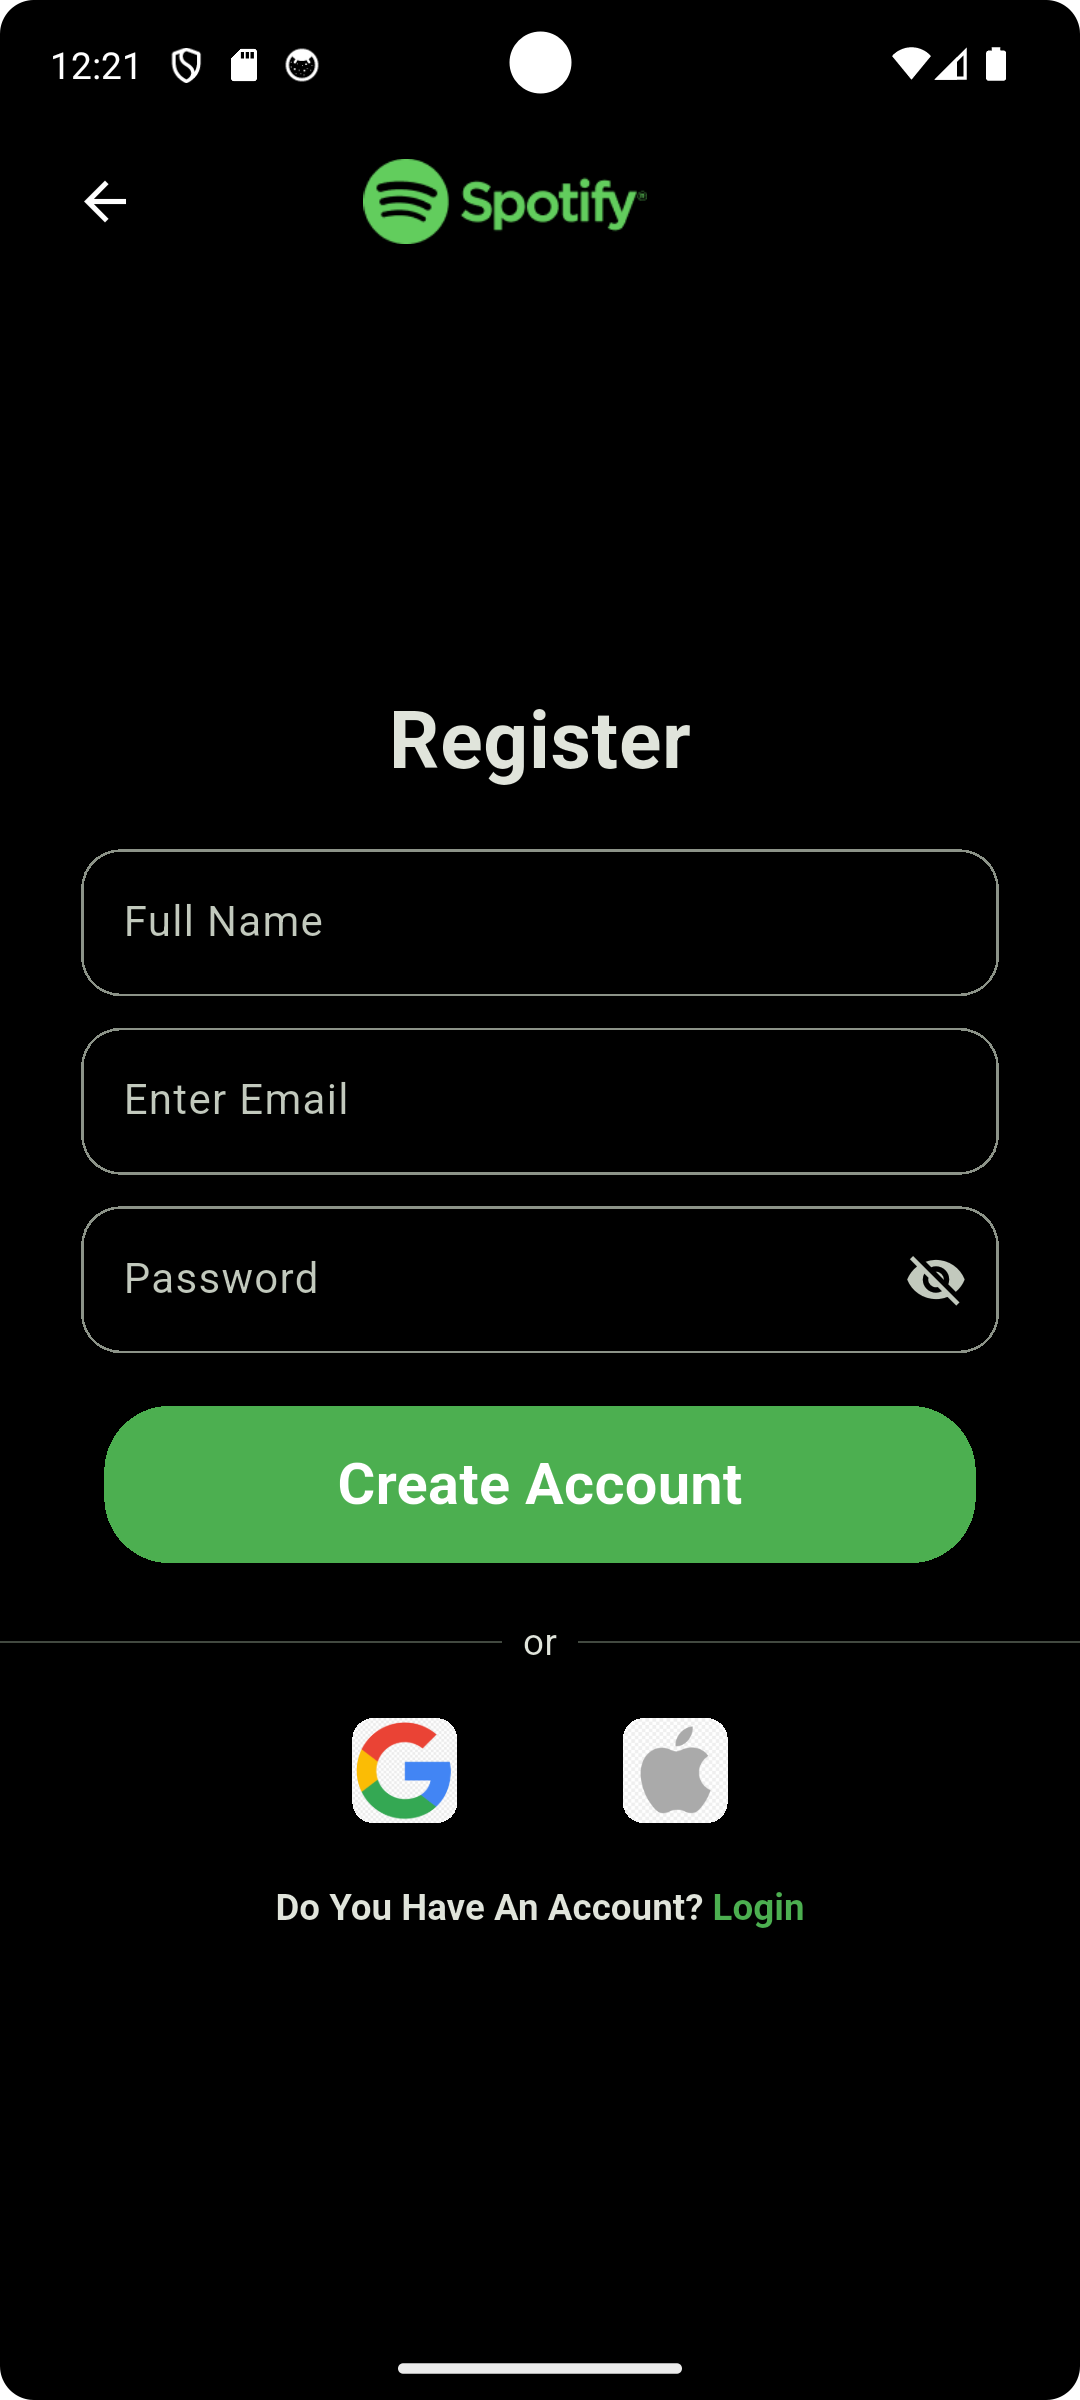 12:21
Spotify
Register
Full Name
Enter Email
Password
Create Account
or
Do You Have An Account? Login